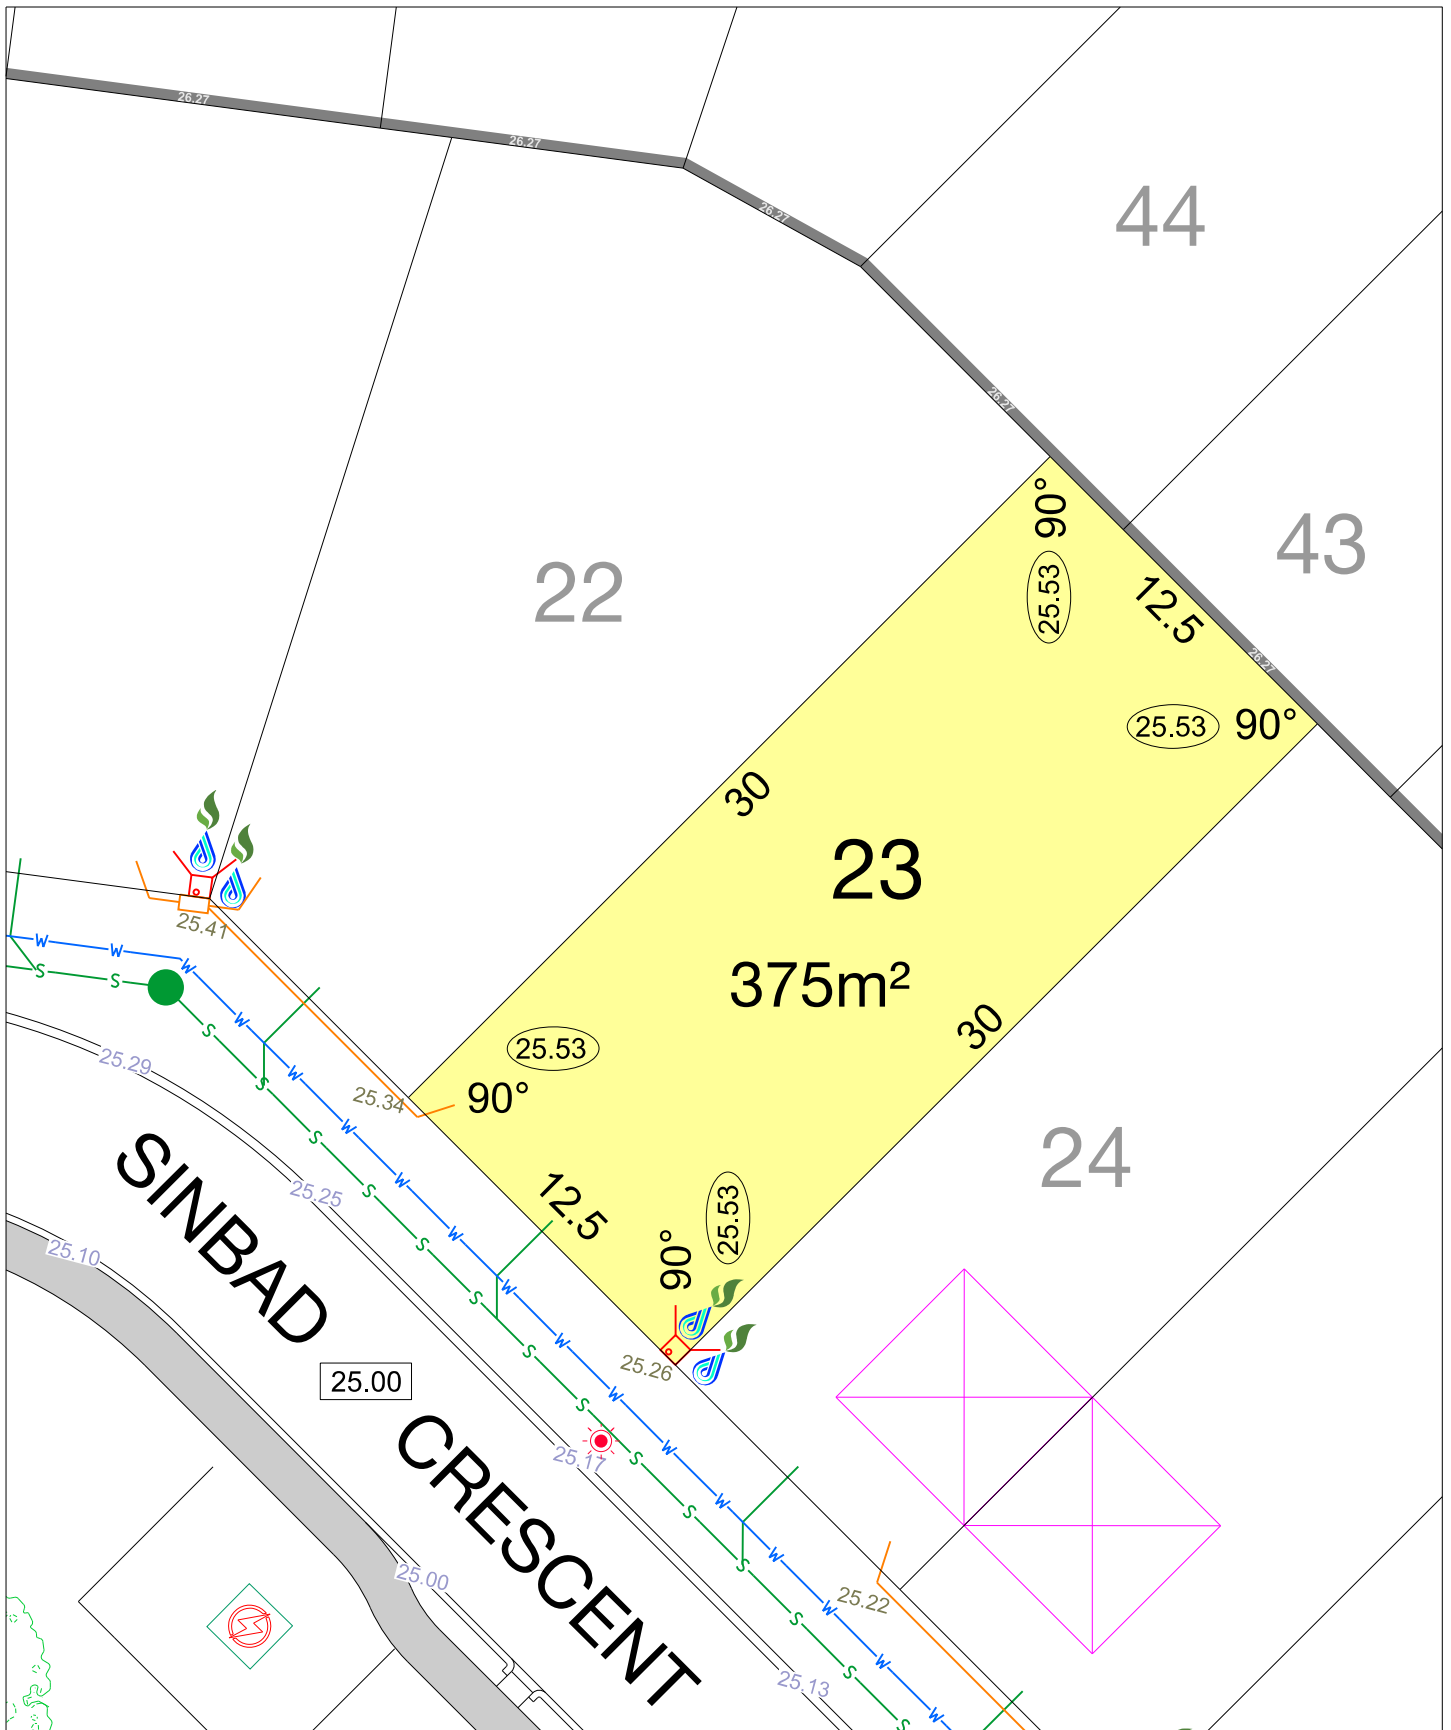 26.27
26.27
26.27
44
26.27
90°
43
25.53
12.5
22
26.27
25.53
90°
30
23
25.41
W
W
W
S
S
375m²
W
S
30
25.53
25.29
W
S
25.34
90°
W
S
24
SINBAD
W
S
25.25
12.5
25.53
W
S
25.10
90°
W
S
W
S
25.26
25.00
W
S
CRESCENT
W
S
25.17
W
S
W
S
25.00
25.22
W
S
W
S
25.13
W
S